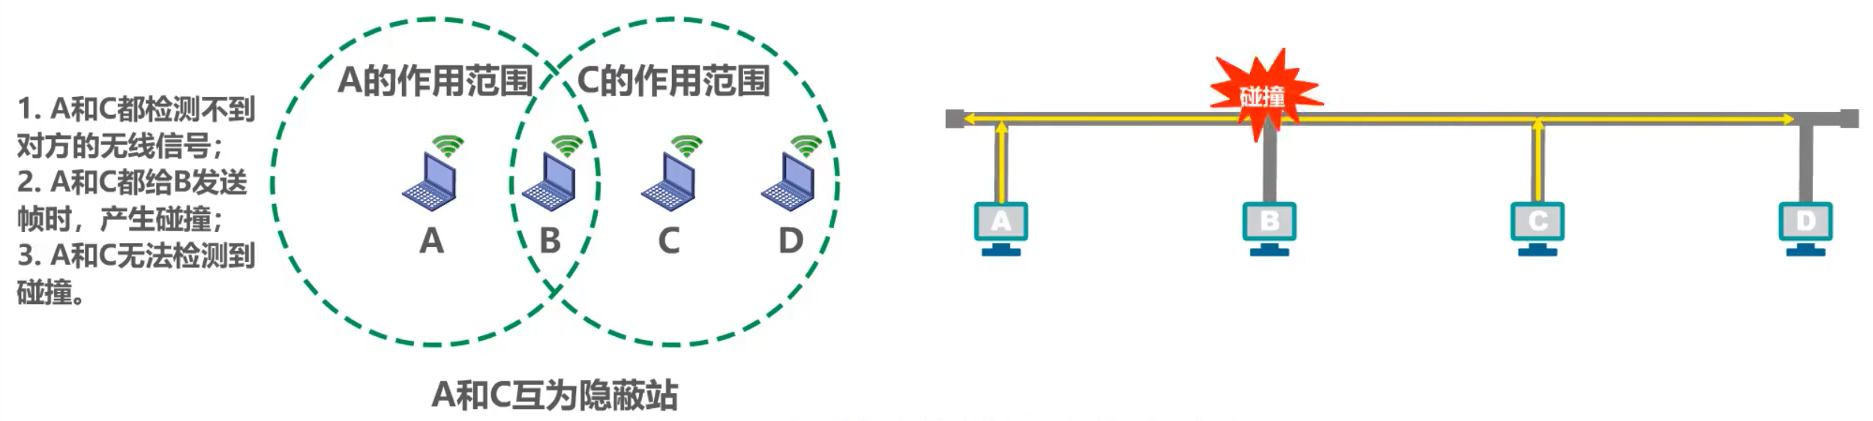 A的作用范围
C的作用范围
1. A和C都检测不到
对方的无线信号；
2. A和C都给B发送
帧时，产生碰撞；
3. A和C无法检测到
碰撞。
A
B
C
D
A和C互为隐蔽站
碰撞
A
B
C
D